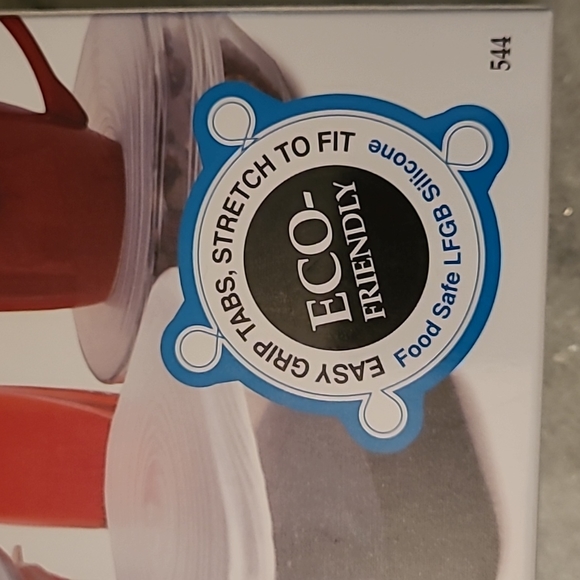 544
EASY GRIP TABS, STRETCH TO FIT
ECO-
FRIENDLY
Food Safe LFGB Silicone